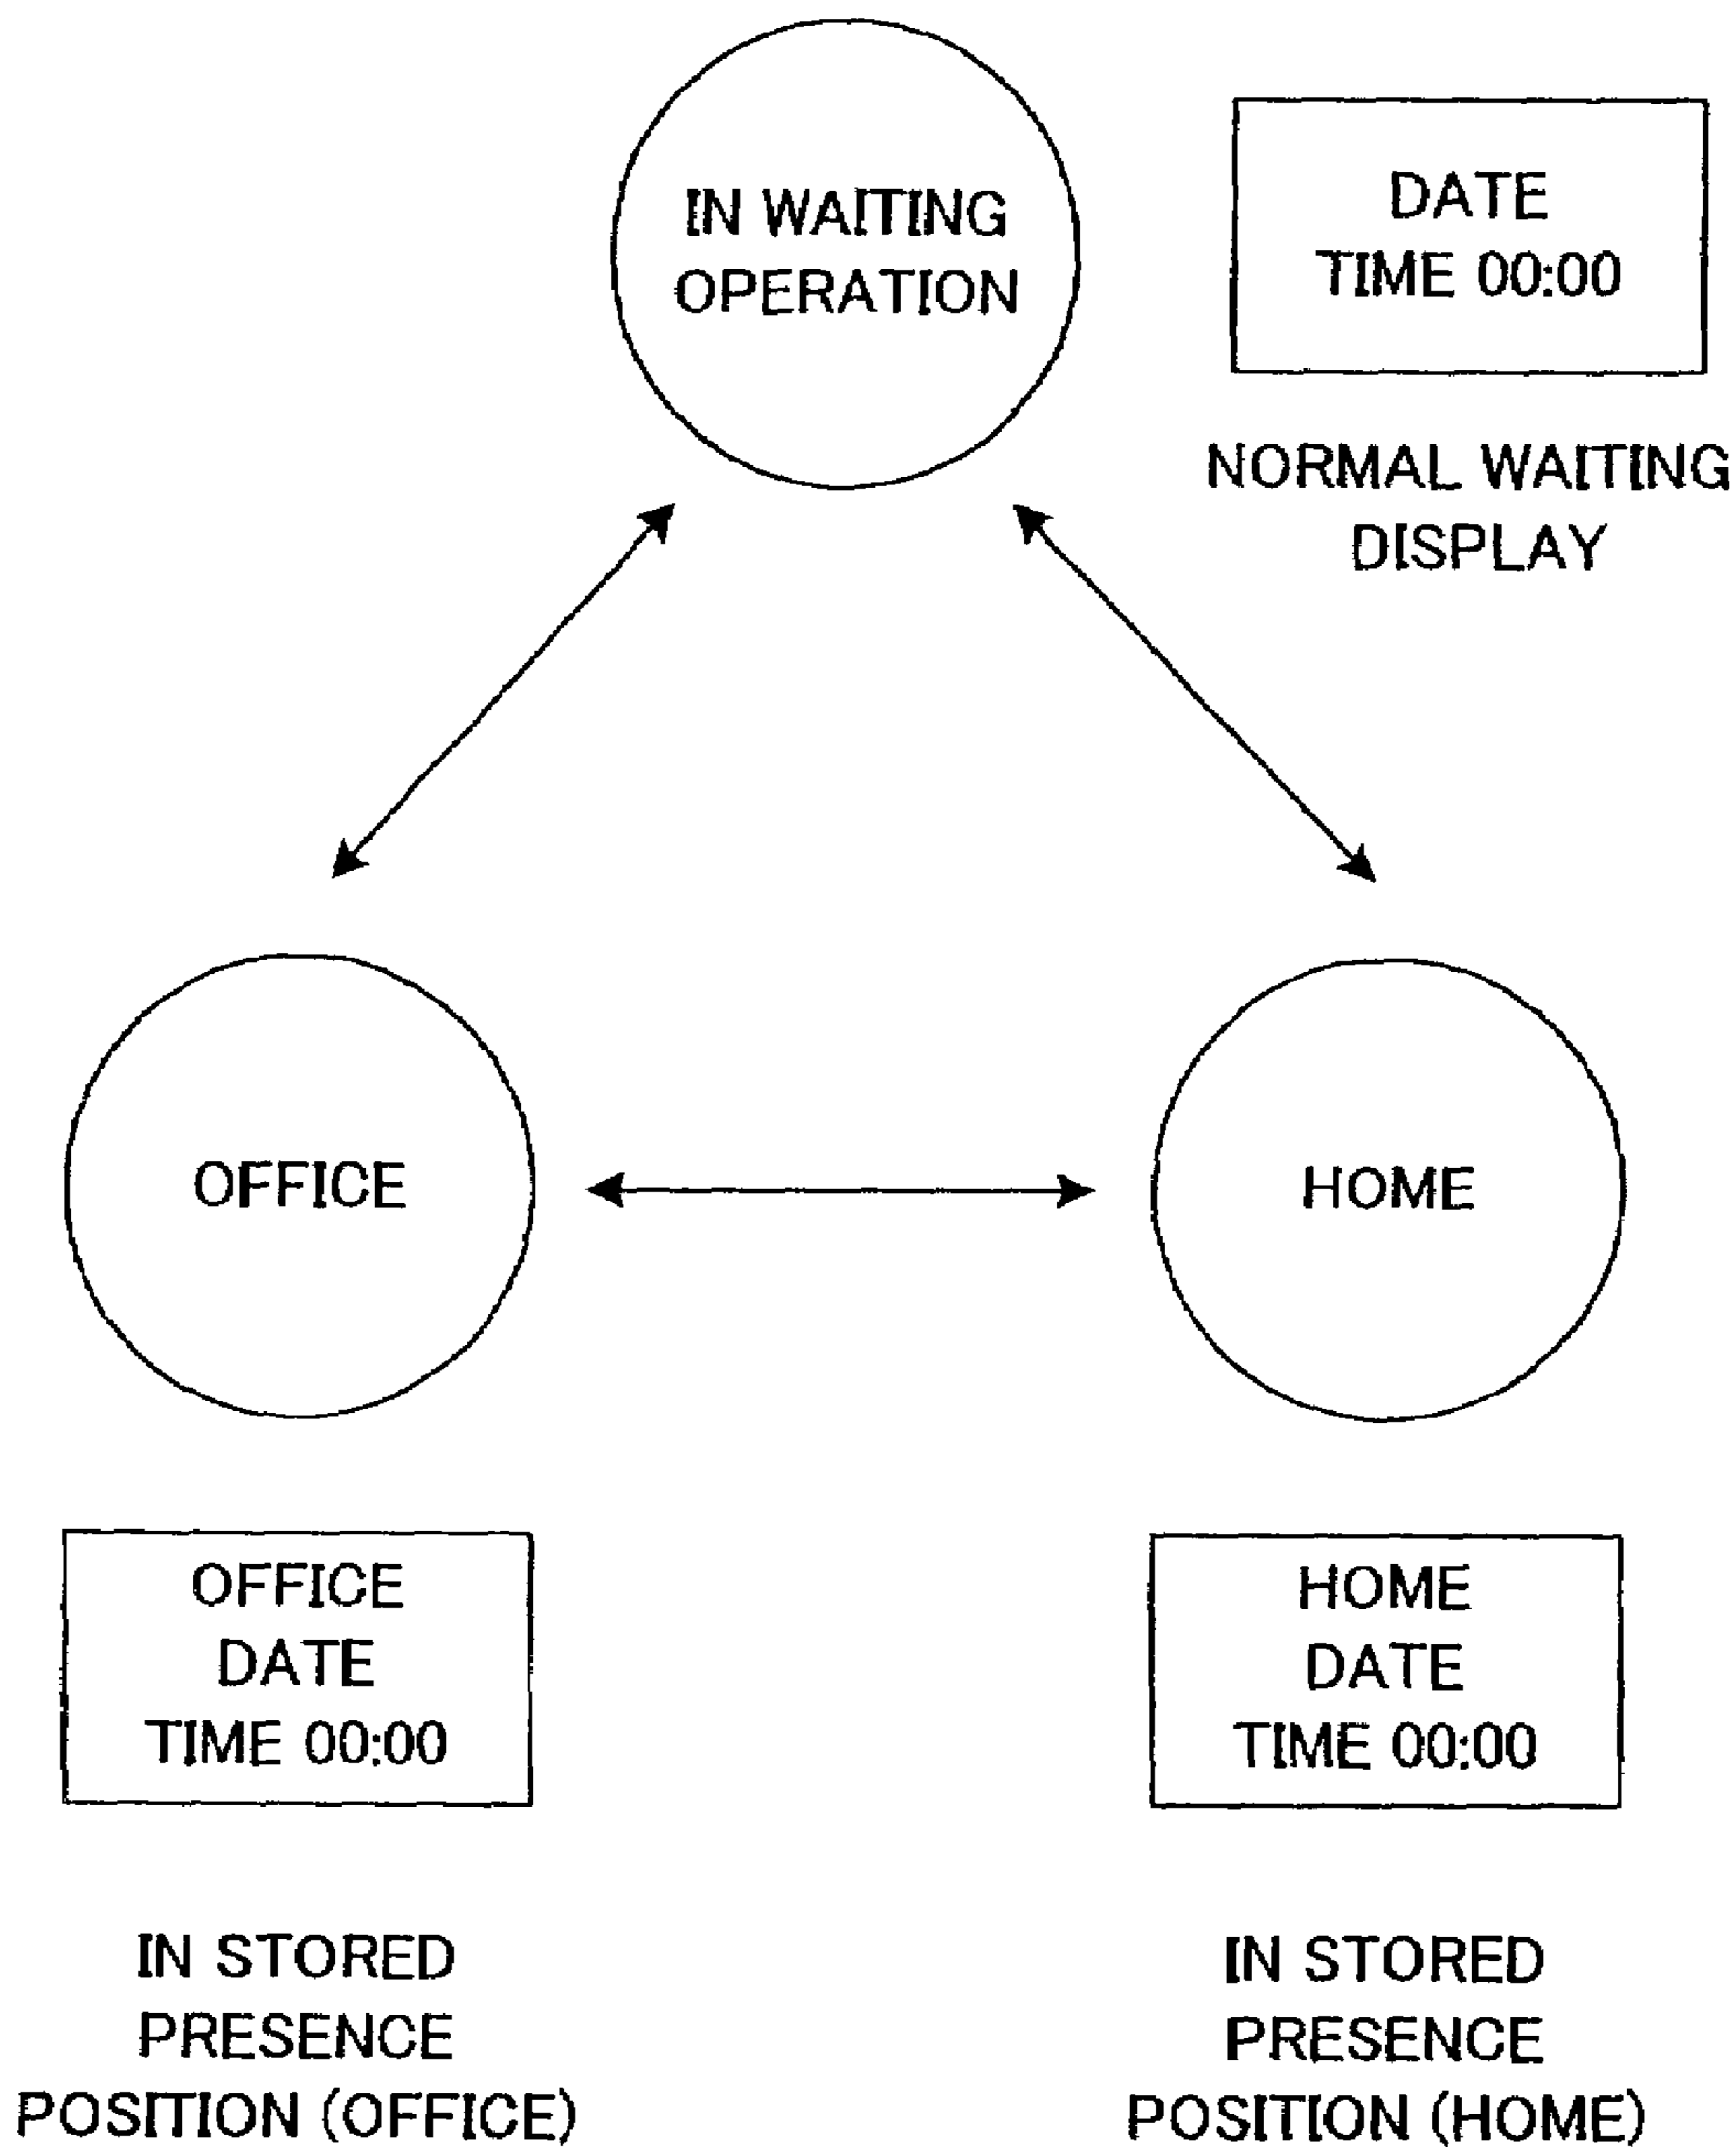 IN WAITING
OPERATION
DATE
TIME 00:00
NORMAL WAITING
DISPLAY
OFFICE
HOME
OFFICE
DATE
TIME 00:00
HOME
DATE
TIME 00:00
IN STORED
PRESENCE
POSITION (OFFICE)
IN STORED
PRESENCE
POSITION (HOME)